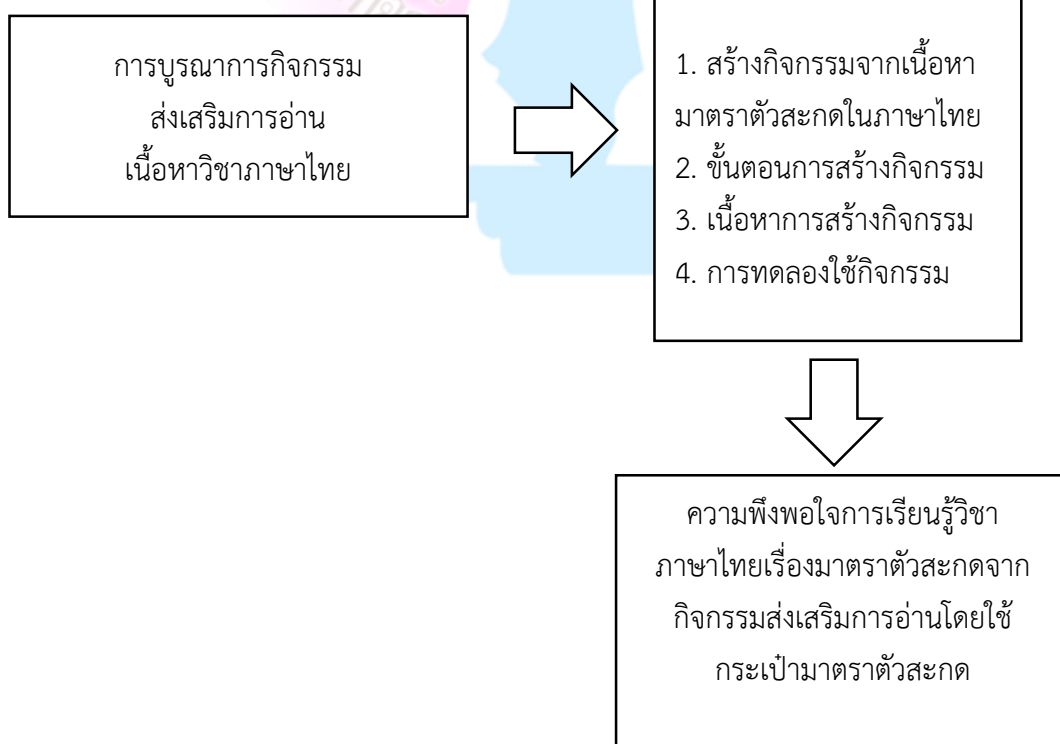 การบูรณาการกิจกรรม
ส่งเสริมการอ่าน
เนื้อหาวิชาภาษาไทย
1. สร้างกิจกรรมจากเนื้อหา
มาตราตัวสะกดในภาษาไทย
2. ขั้นตอนการสร้างกิจกรรม
3. เนื้อหาการสร้างกิจกรรม
4. การทดลองใช้กิจกรรม
ความพึงพอใจการเรียนรู้วิชา
ภาษาไทยเรื่องมาตราตัวสะกดจาก
กิจกรรมส่งเสริมการอ่านโดยใช้
กระเป๋ามาตราตัวสะกด